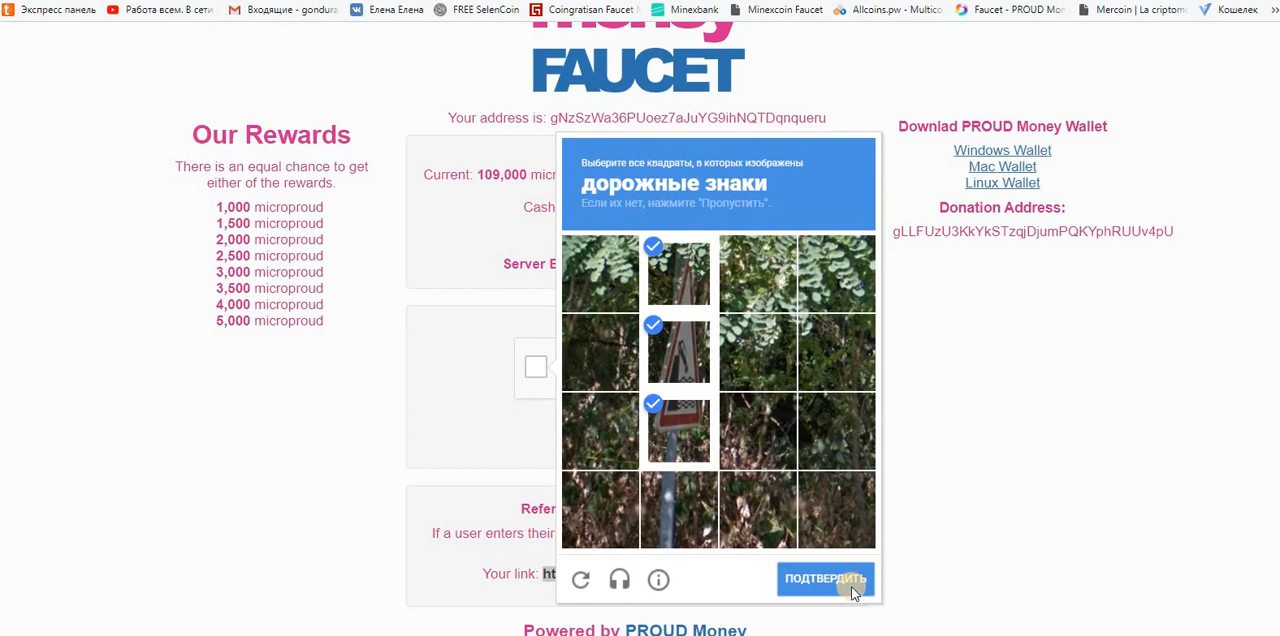 Экспресс панель
Работа всем. В сети
Входящие - gondura
Елена Елена
FREE SelenCoin
Coingratisan Faucet
Minexbank
Minexcoin Faucet
Allcoins.pw - Multico
Faucet - PROUD Mon
Mercoin | La criptom
Кошелек
money
FAUCET
Your address is: gNzSzWa36PUoez7aJuYG9ihNQTDqnqueru
Our Rewards
There is an equal chance to get
either of the rewards.
1,000 microproud
1,500 microproud
2,000 microproud
2,500 microproud
3,000 microproud
3,500 microproud
4,000 microproud
5,000 microproud
Current: 109,000 micr
Cash
Server E
Refer
If a user enters their
Your link: ht
Выберите все квадраты, в которых изображены
дорожные знаки
Если их нет, нажмите "Пропустить".
ПОДТВЕРДИТЬ
Downlad PROUD Money Wallet
Windows Wallet
Mac Wallet
Linux Wallet
Donation Address:
gLLFUzU3KkYkSTzqjDjumPQKYphRUUv4pU
Powered by PROUD Money